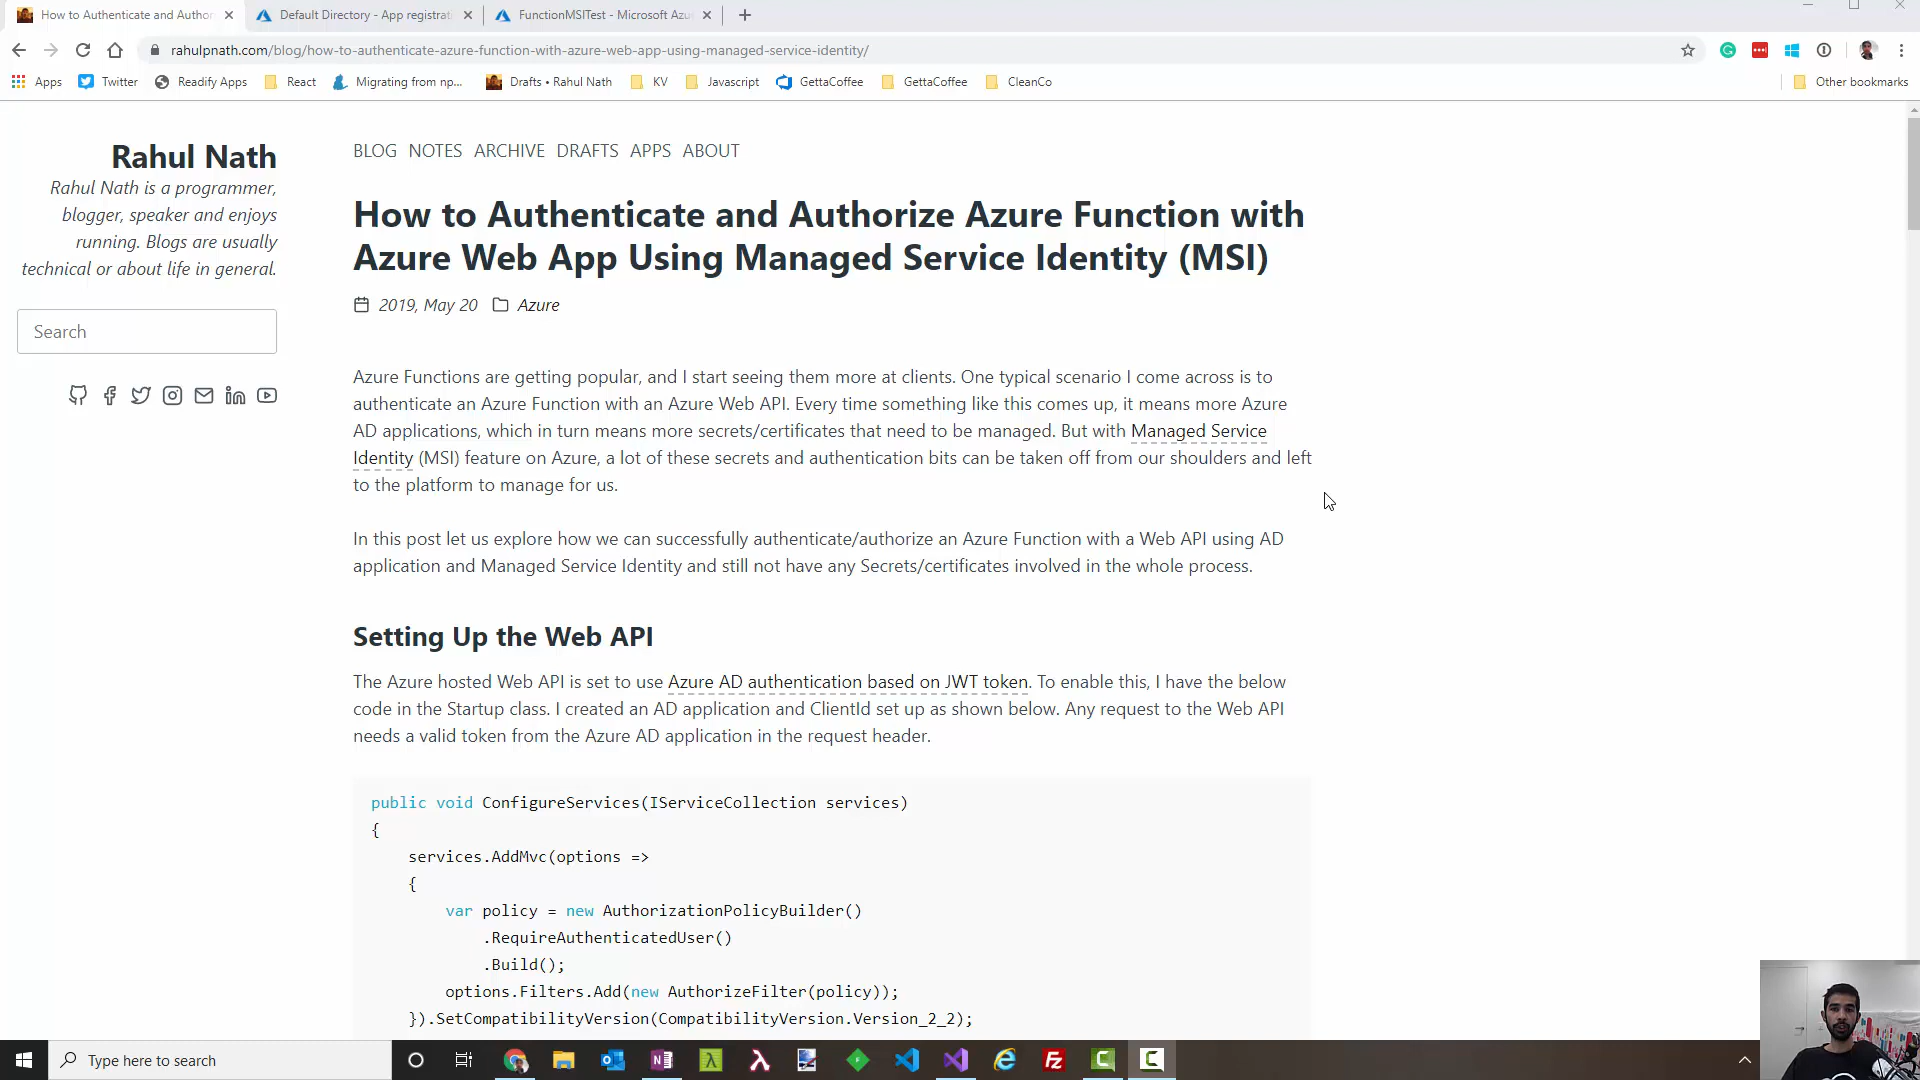 How to Authenticate and Author
Default Directory - App registrat
FunctionMSITest - Microsoft Azu
rahulpnath.com/blog/how-to-authenticate-azure-function-with-azure-web-app-using-managed-service-identity/
Apps
Twitter
Readify Apps
React
Migrating from np...
Drafts • Rahul Nath
KV
Javascript
GettaCoffee
GettaCoffee
CleanCo
Other bookmarks
Rahul Nath
Rahul Nath is a programmer,
blogger, speaker and enjoys
running. Blogs are usually
technical or about life in general.
Search
BLOG NOTES ARCHIVE DRAFTS APPS ABOUT
How to Authenticate and Authorize Azure Function with
Azure Web App Using Managed Service Identity (MSI)
2019, May 20 Azure
Azure Functions are getting popular, and I start seeing them more at clients. One typical scenario I come across is to
authenticate an Azure Function with an Azure Web API. Every time something like this comes up, it means more Azure
AD applications, which in turn means more secrets/certificates that need to be managed. But with Managed Service
Identity (MSI) feature on Azure, a lot of these secrets and authentication bits can be taken off from our shoulders and left
to the platform to manage for us.
In this post let us explore how we can successfully authenticate/authorize an Azure Function with a Web API using AD
application and Managed Service Identity and still not have any Secrets/certificates involved in the whole process.
Setting Up the Web API
The Azure hosted Web API is set to use Azure AD authentication based on JWT token. To enable this, I have the below
code in the Startup class. I created an AD application and ClientId set up as shown below. Any request to the Web API
needs a valid token from the Azure AD application in the request header.
public void ConfigureServices(IServiceCollection services)
{
services.AddMvc(options =>
{
var policy = new AuthorizationPolicyBuilder()
.RequireAuthenticatedUser()
.Build();
options.Filters.Add(new AuthorizeFilter(policy));
}).SetCompatibilityVersion(CompatibilityVersion.Version_2_2);
Type here to search